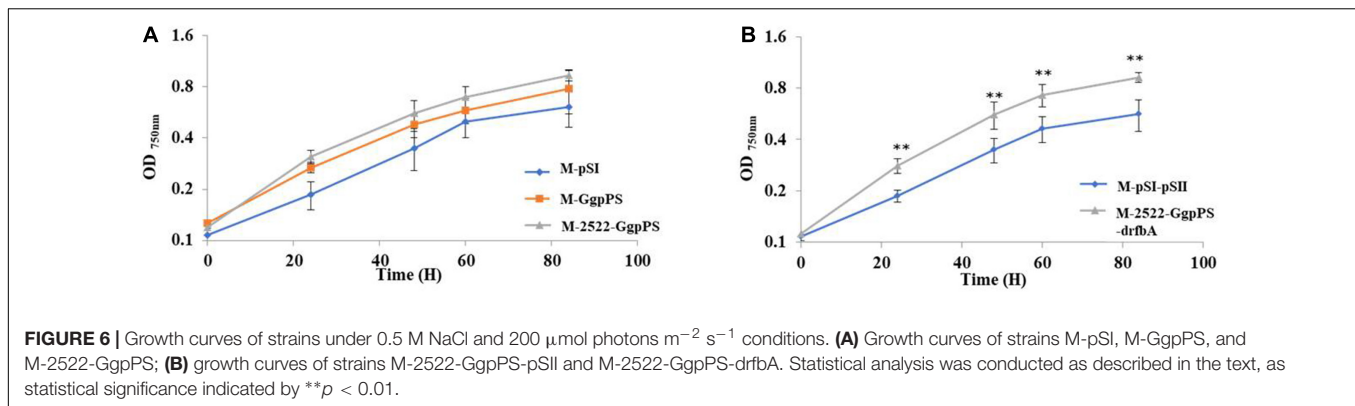 A
1.6
0.8
0.4
0.2
0.1
OD 750nm
0 20 40 60 80 100
Time (H)
M-pSI
M-GgpPS
M-2522-GgpPS
B
1.6
0.8
0.4
0.2
0.1
OD 750nm
0 20 40 60 80 100
Time (H)
**
**
**
**
M-pSI-pSII
M-2522-GgpPS
-drfbA
FIGURE 6 | Growth curves of strains under 0.5 M NaCl and 200 μmol photons m⁻² s⁻¹ conditions. (A) Growth curves of strains M-pSI, M-GgpPS, and
M-2522-GgpPS; (B) growth curves of strains M-2522-GgpPS-pSII and M-2522-GgpPS-drfbA. Statistical analysis was conducted as described in the text, as
statistical significance indicated by **p < 0.01.